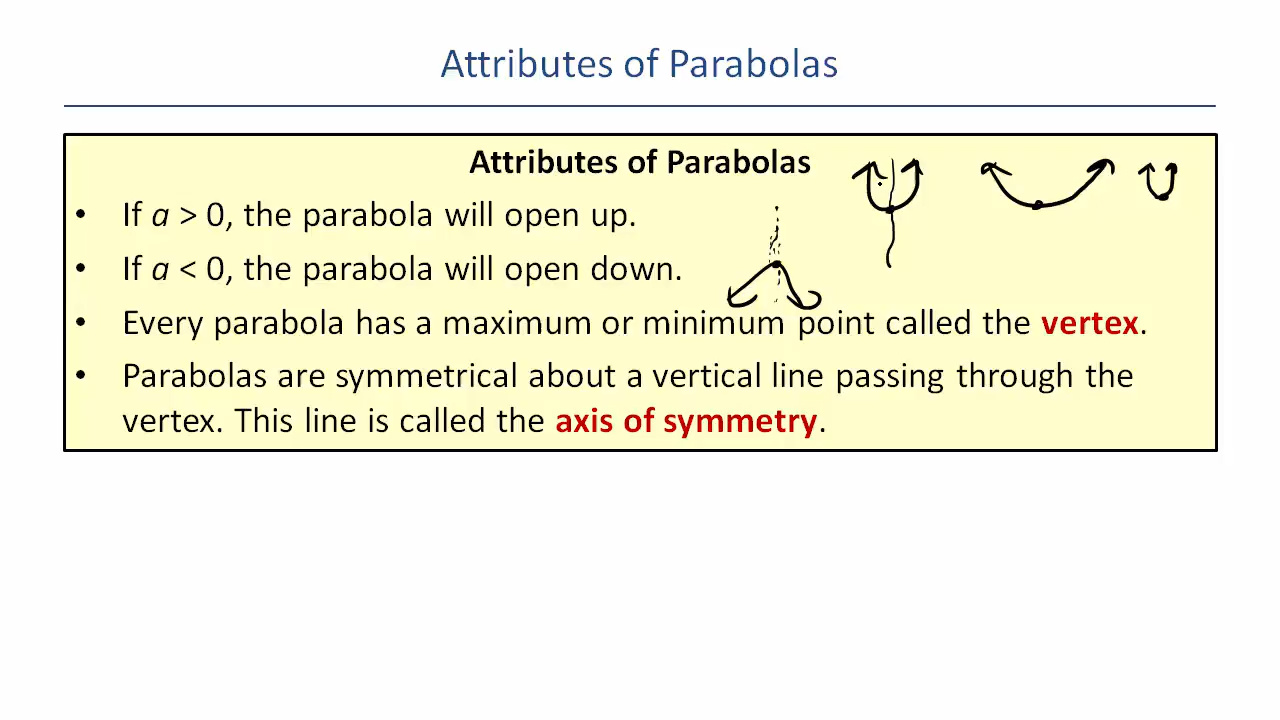 Attributes of Parabolas
Attributes of Parabolas
• If a > 0, the parabola will open up.
• If a < 0, the parabola will open down.
• Every parabola has a maximum or minimum point called the vertex.
• Parabolas are symmetrical about a vertical line passing through the
vertex. This line is called the axis of symmetry.